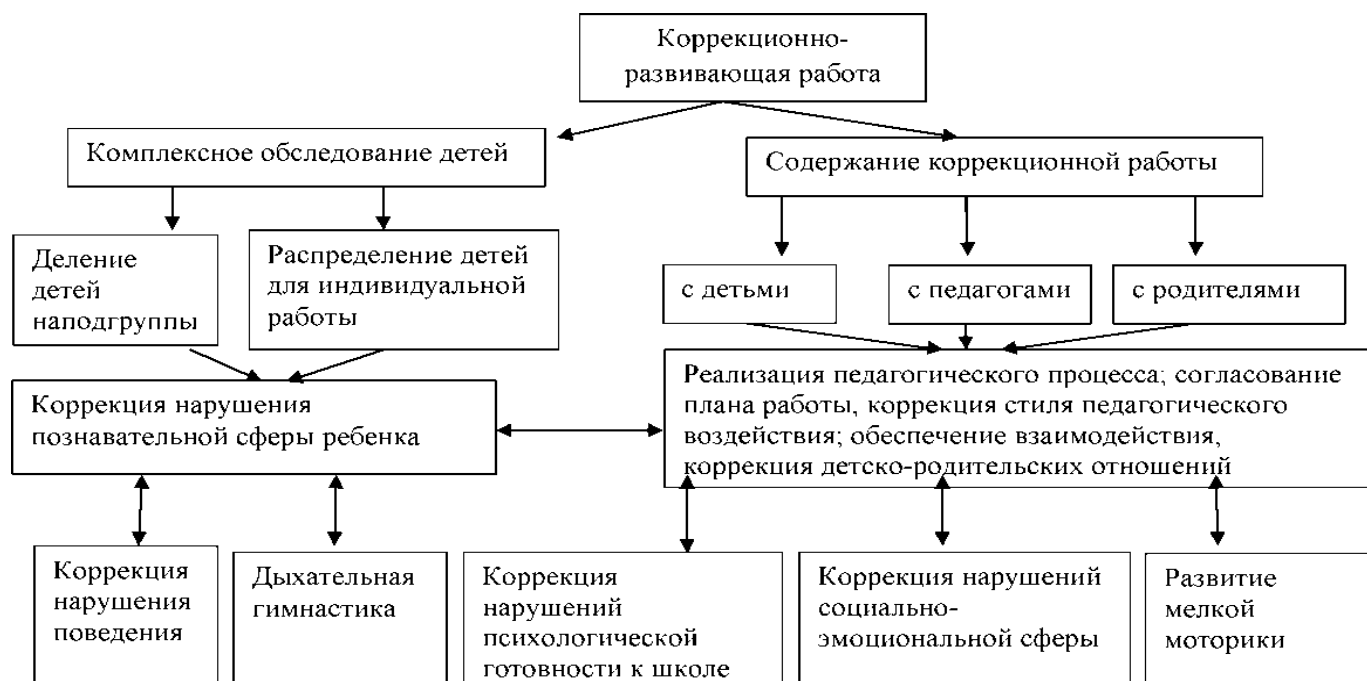 Коррекционно-
развивающая работа
Комплексное обследование детей
Содержание коррекционной работы
Деление
детей
наподгруппы
Распределение детей
для индивидуальной
работы
с детьми
с педагогами
с родителями
Коррекция нарушения
познавательной сферы ребенка
Реализация педагогического процесса; согласование
плана работы, коррекция стиля педагогического
воздействия; обеспечение взаимодействия,
коррекция детско-родительских отношений
Коррекция
нарушения
поведения
Дыхательная
гимнастика
Коррекция
нарушений
психологической
готовности к школе
Коррекция нарушений
социально-
эмоциональной сферы
Развитие
мелкой
моторики